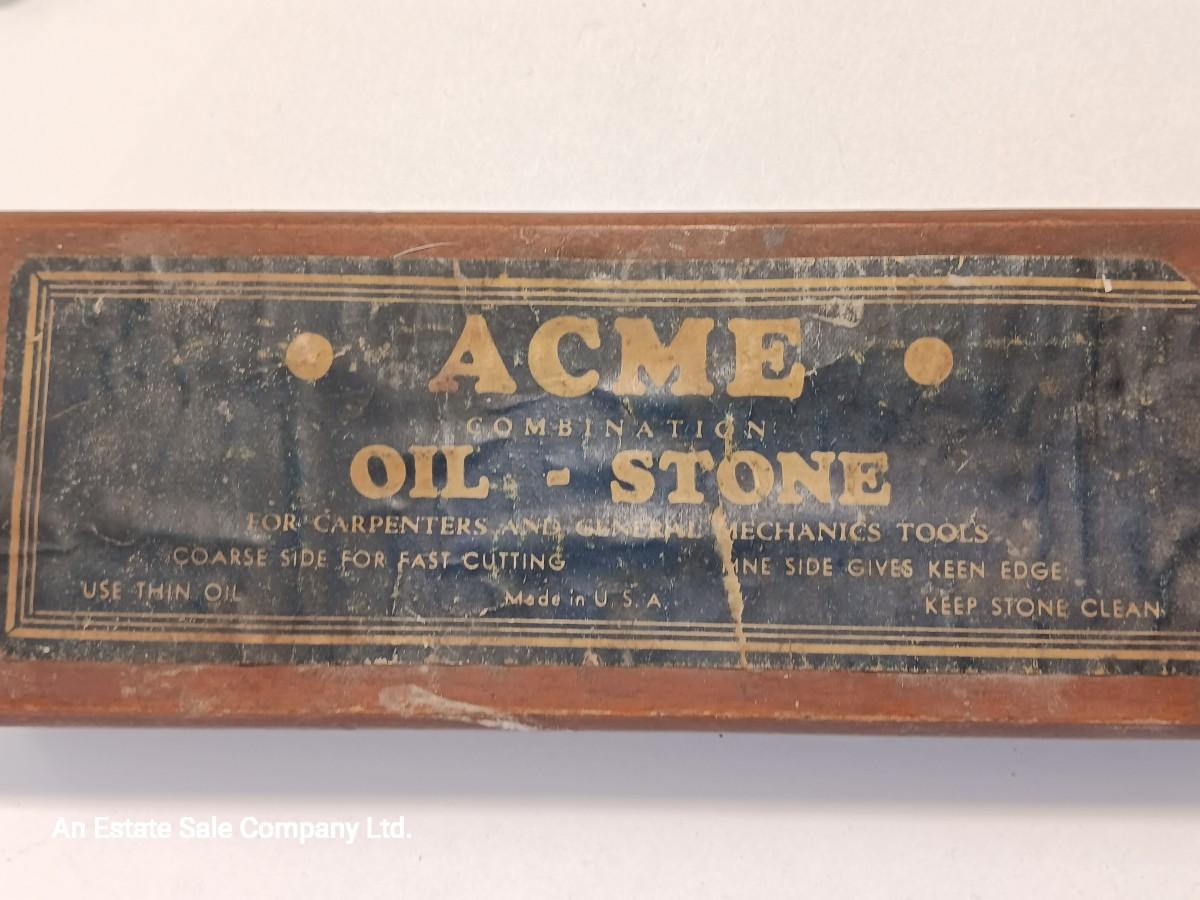 ACME
COMBINATION
OIL - STONE
FOR CARPENTERS AND GENERAL MECHANICS TOOLS
COARSE SIDE FOR FAST CUTTING FINE SIDE GIVES KEEN EDGE
USE THIN OIL Made in U.S.A. KEEP STONE CLEAN
An Estate Sale Company Ltd.